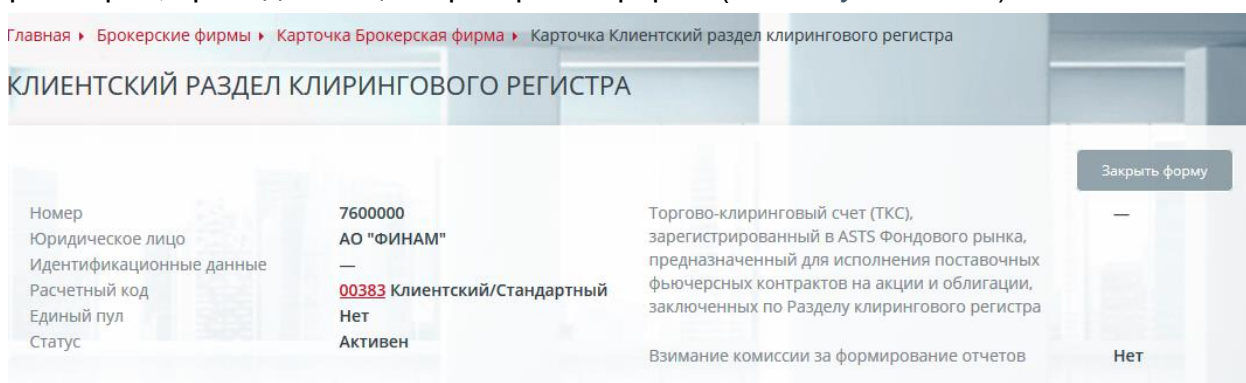 Главная ▸ Брокерские фирмы ▸ Карточка Брокерская фирма ▸ Карточка Клиентский раздел клирингового регистра
КЛИЕНТСКИЙ РАЗДЕЛ КЛИРИНГОВОГО РЕГИСТРА
Закрыть форму
Номер 7600000
Юридическое лицо АО "ФИНАМ"
Идентификационные данные —
Расчетный код 00383 Клиентский/Стандартный
Единый пул Нет
Статус Активен
Торгово-клиринговый счет (ТКС), —
зарегистрированный в ASTS Фондового рынка,
предназначенный для исполнения поставочных
фьючерсных контрактов на акции и облигации,
заключенных по Разделу клирингового регистра
Взимание комиссии за формирование отчетов Нет